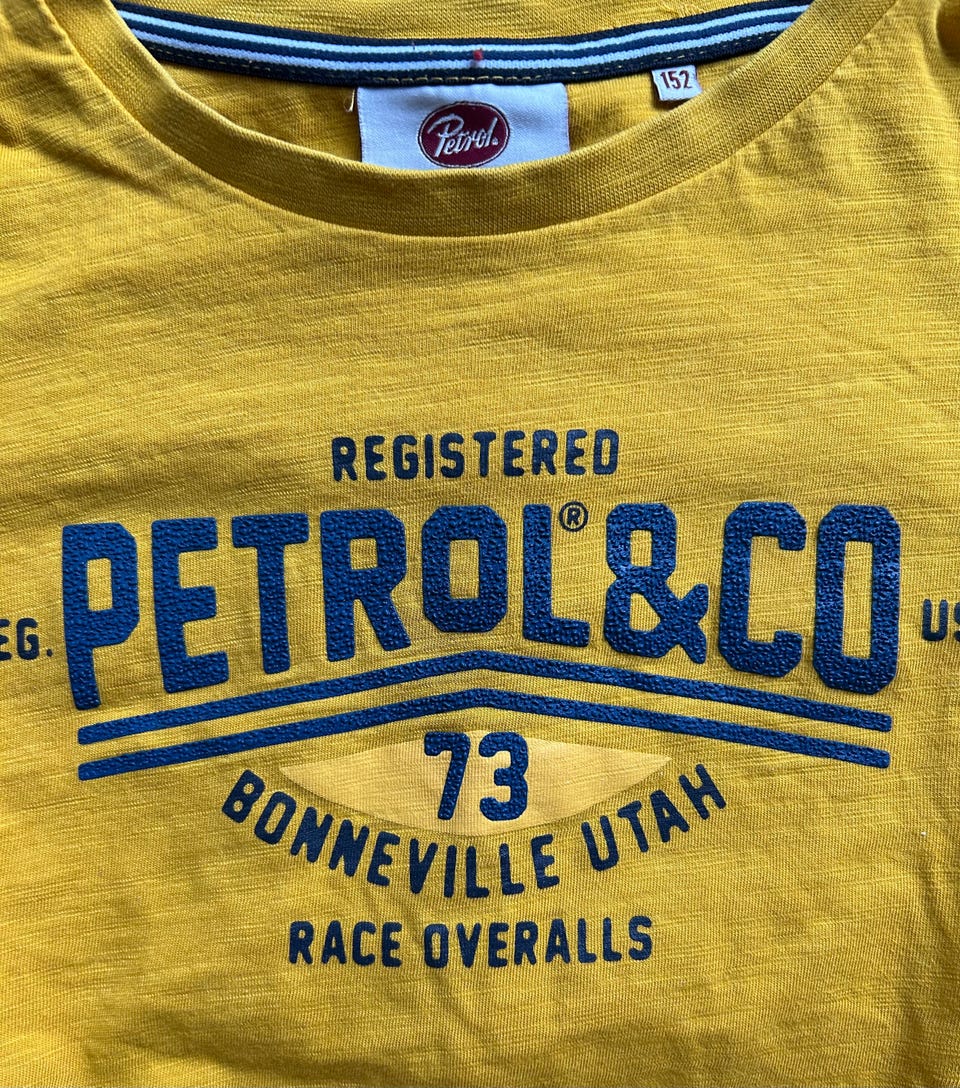 Petrol.
152
REGISTERED
PETROL®&CO
EG. US
73
BONNEVILLE UTAH
RACE OVERALLS